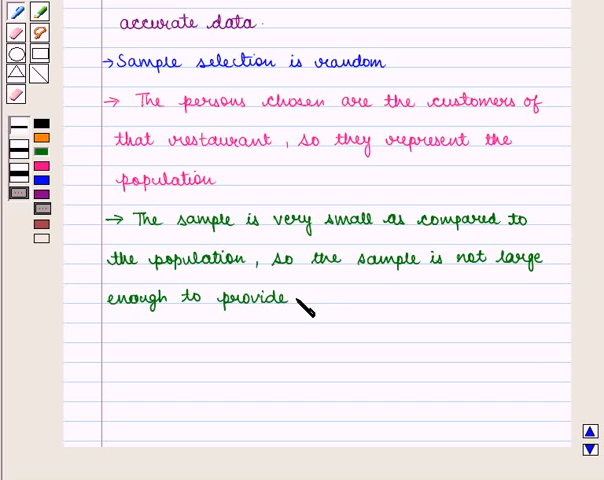 accurate data.
→ Sample selection is random
→ The persons chosen are the customers of
that restaurant, so they represent the
population
→ The sample is very small as compared to
the population, so the sample is not large
enough to provide